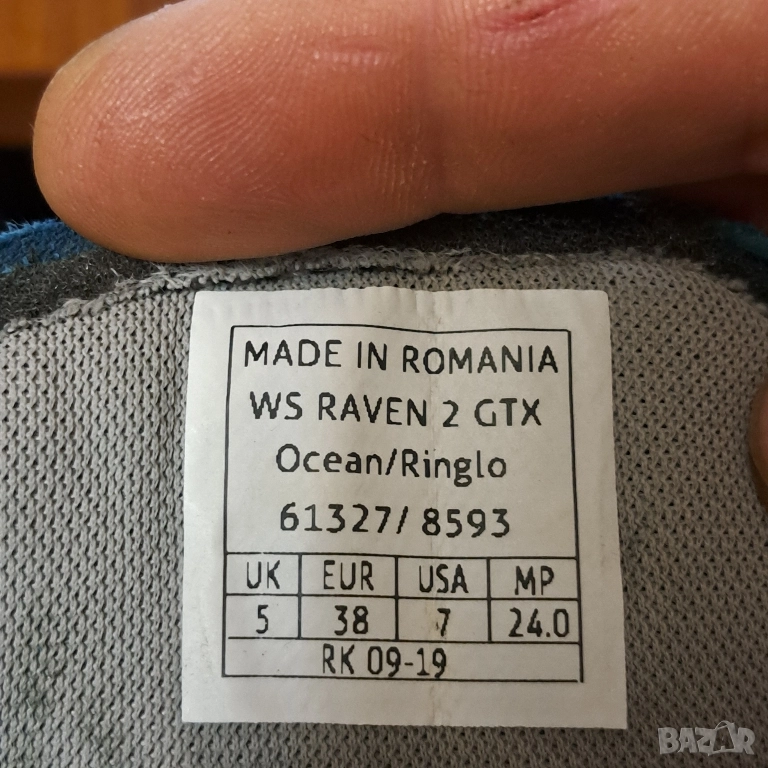 MADE IN ROMANIA
WS RAVEN 2 GTX
Ocean/Ringlo
61327/ 8593
UK EUR USA MP
5 38 7 24.0
RK 09-19
BAZAR